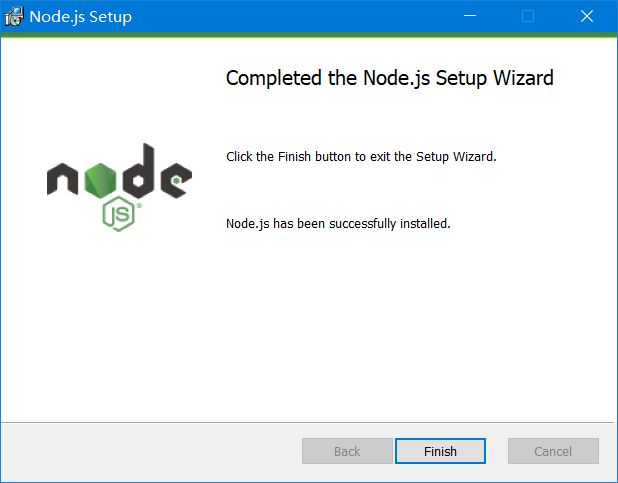 Node.js Setup
Completed the Node.js Setup Wizard
Click the Finish button to exit the Setup Wizard.
node
JS®
Node.js has been successfully installed.
Back Finish Cancel